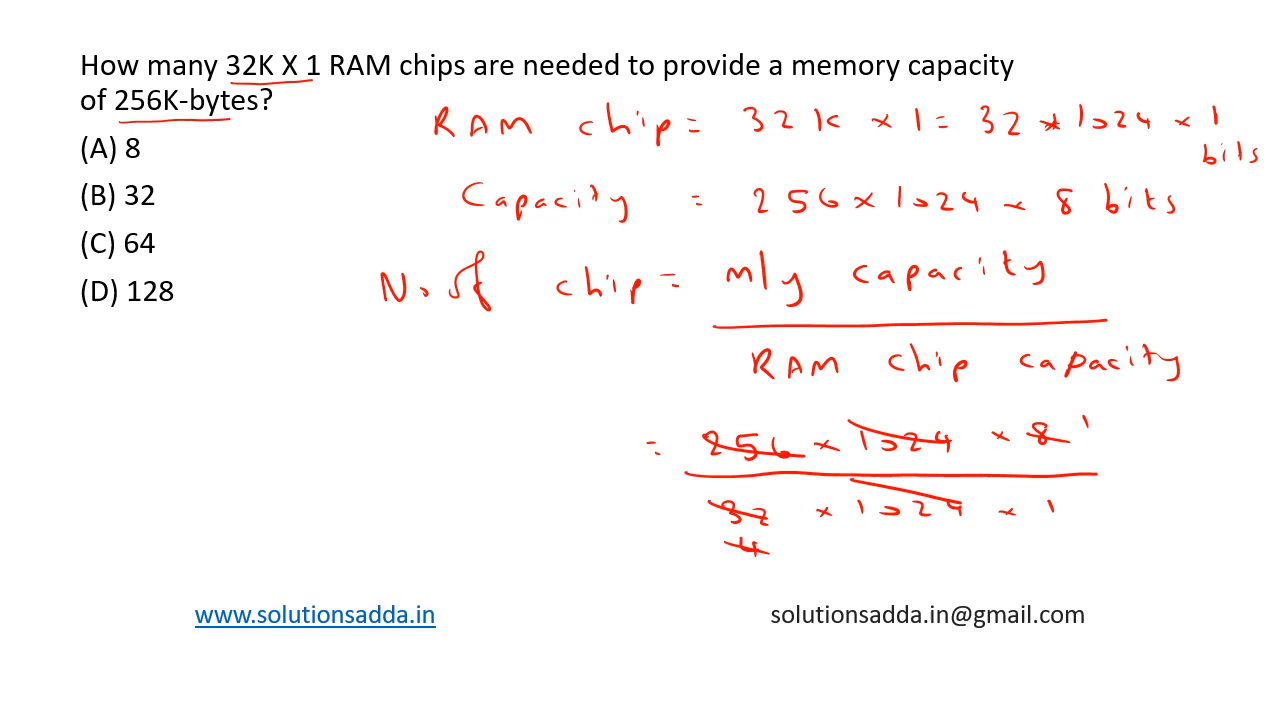 How many 32K X 1 RAM chips are needed to provide a memory capacity
of 256K-bytes?
RAM chip = 32 K × 1 = 32 * 1024 × 1
bits
(A) 8
(B) 32
Capacity = 256 × 1024 × 8 bits
(C) 64
(D) 128
No. of chip = m/y capacity
RAM chip capacity
= 256 × 1024 × 8 1
32 × 1024 × 1
4
www.solutionsadda.in
solutionsadda.in@gmail.com